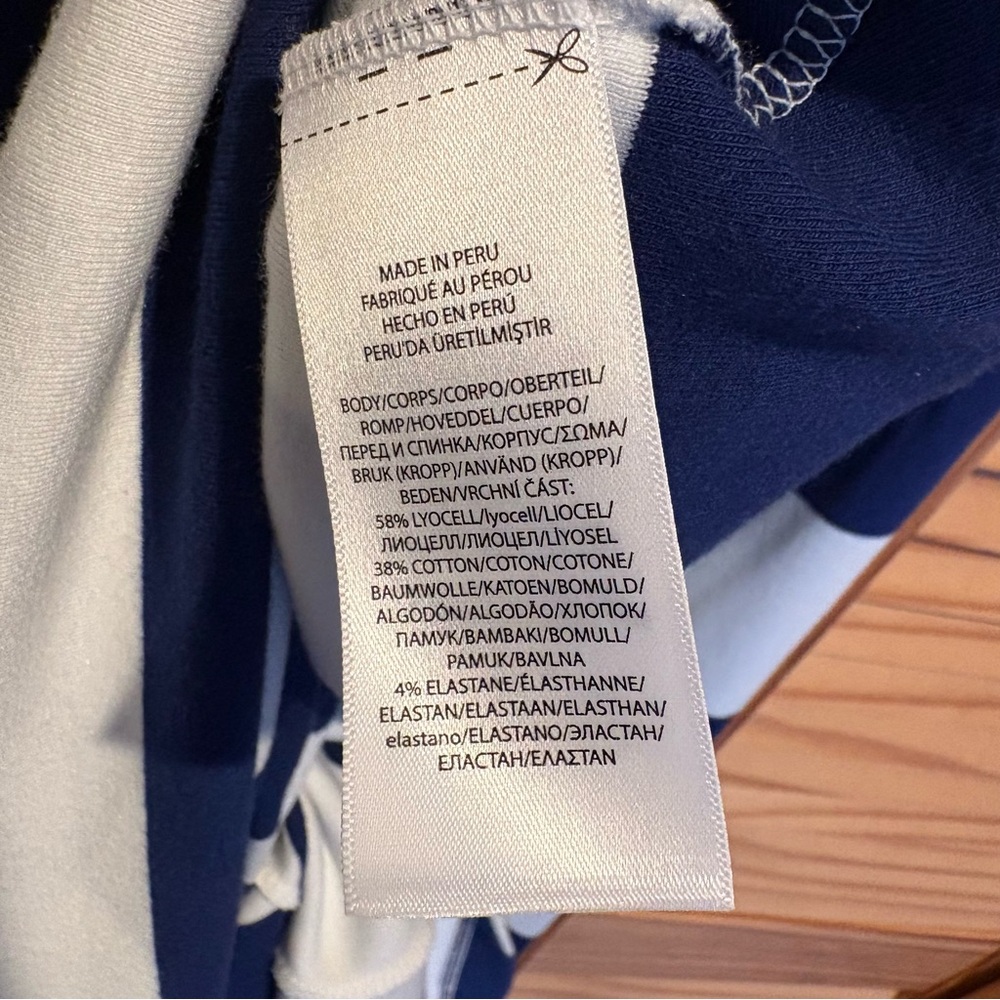 MADE IN PERU
FABRIQUÉ AU PÉROU
HECHO EN PERÚ
PERU'DA ÜRETİLMİŞTİR
BODY/CORPS/CORPO/OBERTEIL/
ROMP/HOVEDDEL/CUERPO/
ПЕРЕД И СПИНКА/КОРПУС/ΣΩΜΑ/
BRUK (KROPP)/ANVÄND (KROPP)/
BEDEN/VRCHNÍ ČÁST:
58% LYOCELL/lyocell/LIOCEL/
ЛИОЦЕЛЛ/ЛИОЦЕЛ/LİYOSEL
38% COTTON/COTON/COTONE/
BAUMWOLLE/KATOEN/BOMULD/
ALGODÓN/ALGODÃO/ХЛОПОК/
ПАМУК/BAMBAKI/BOMULL/
PAMUK/BAVLNA
4% ELASTANE/ÉLASTHANNE/
ELASTAN/ELASTAAN/ELASTHAN/
elastano/ELASTANO/ЭЛАСТАН/
ЕЛАСТАН/ΕΛΑΣΤΑΝ